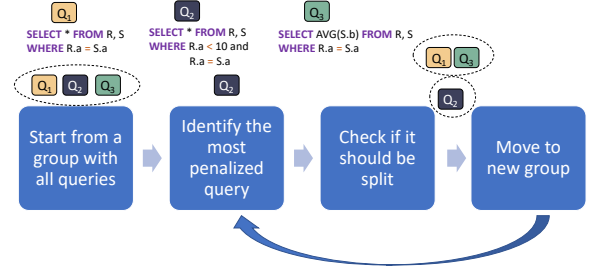 Q1
SELECT * FROM R, S
WHERE R.a = S.a
Q2
SELECT * FROM R, S
WHERE R.a < 10 and
R.a = S.a
Q3
SELECT AVG(S.b) FROM R, S
WHERE R.a = S.a
Q1 Q2 Q3
Q2
Q1 Q3
Q2
Start from a
group with
all queries
Identify the
most
penalized
query
Check if it
should be
split
Move to
new group